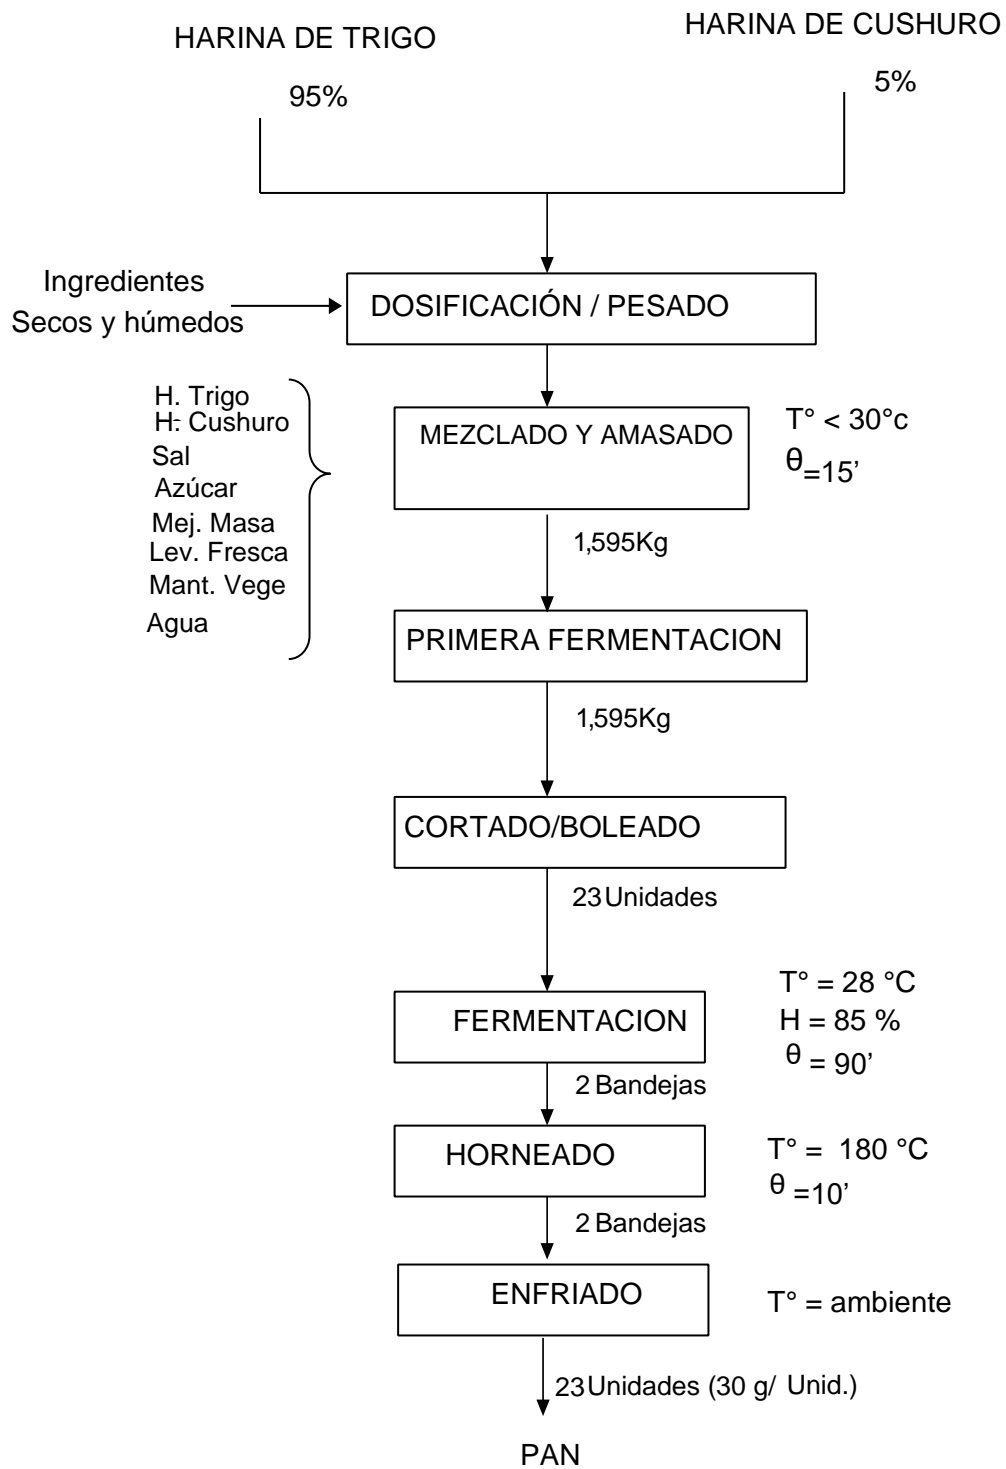 HARINA DE TRIGO
HARINA DE CUSHURO
95%
5%
Ingredientes
Secos y húmedos
DOSIFICACIÓN / PESADO
H. Trigo
H. Cushuro
Sal
Azúcar
Mej. Masa
Lev. Fresca
Mant. Vege
Agua
MEZCLADO Y AMASADO
T° < 30°c
θ=15’
1,595Kg
PRIMERA FERMENTACION
1,595Kg
CORTADO/BOLEADO
23 Unidades
FERMENTACION
T° = 28 °C
H = 85 %
θ = 90’
2 Bandejas
HORNEADO
T° = 180 °C
θ =10’
2 Bandejas
ENFRIADO
T° = ambiente
23 Unidades (30 g/ Unid.)
PAN